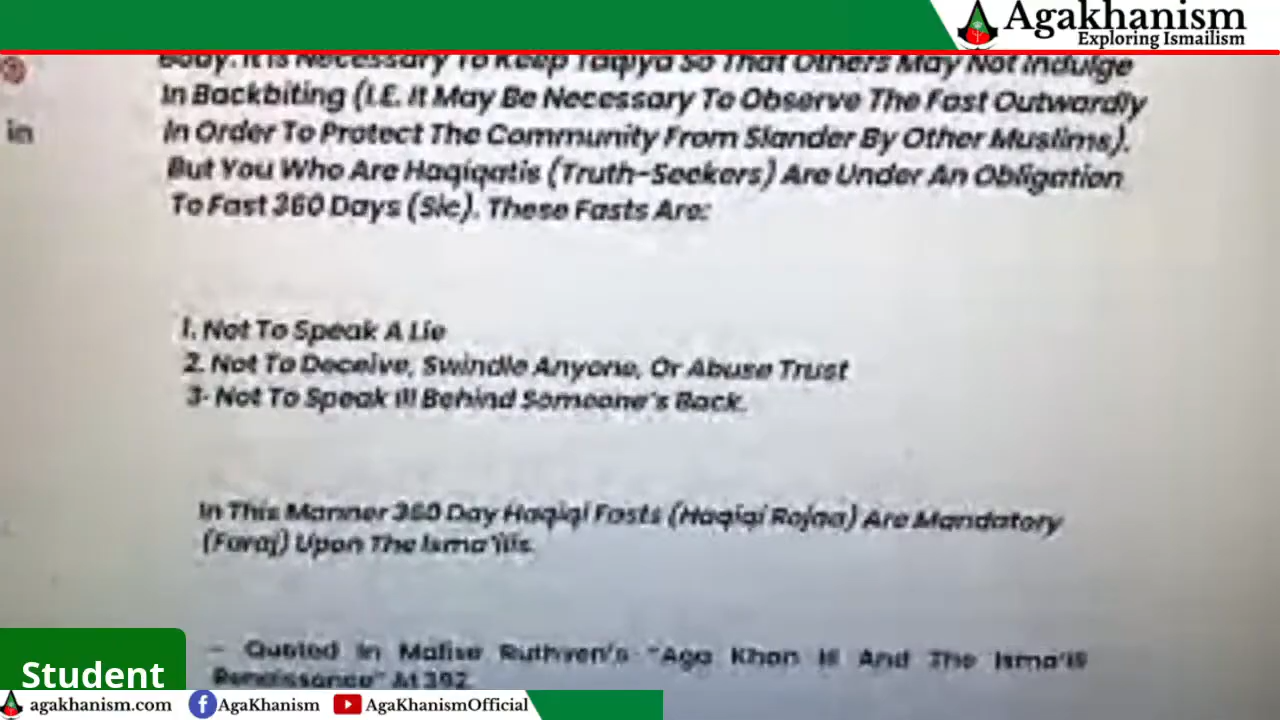 Agakhanism
Exploring Ismailism
Body. It Is Necessary To Keep Taqiya So That Others May Not Indulge
In Backbiting (I.E. It May Be Necessary To Observe The Fast Outwardly
In Order To Protect The Community From Slander By Other Muslims).
But You Who Are Haqiqatis (Truth-Seekers) Are Under An Obligation
To Fast 360 Days (Sic). These Fasts Are:
in
1. Not To Speak A Lie
2. Not To Deceive, Swindle Anyone, Or Abuse Trust
3- Not To Speak Ill Behind Someone's Back.
In This Manner 360 Day Haqiqi Fasts (Haqiqi Rojaa) Are Mandatory
(Faraj) Upon The Isma'ilis.
– Quoted In Malise Ruthven's "Aga Khan III And The Isma'ili
Renaissance" At 392
Student
agakhanism.com AgaKhanism AgaKhanismOfficial